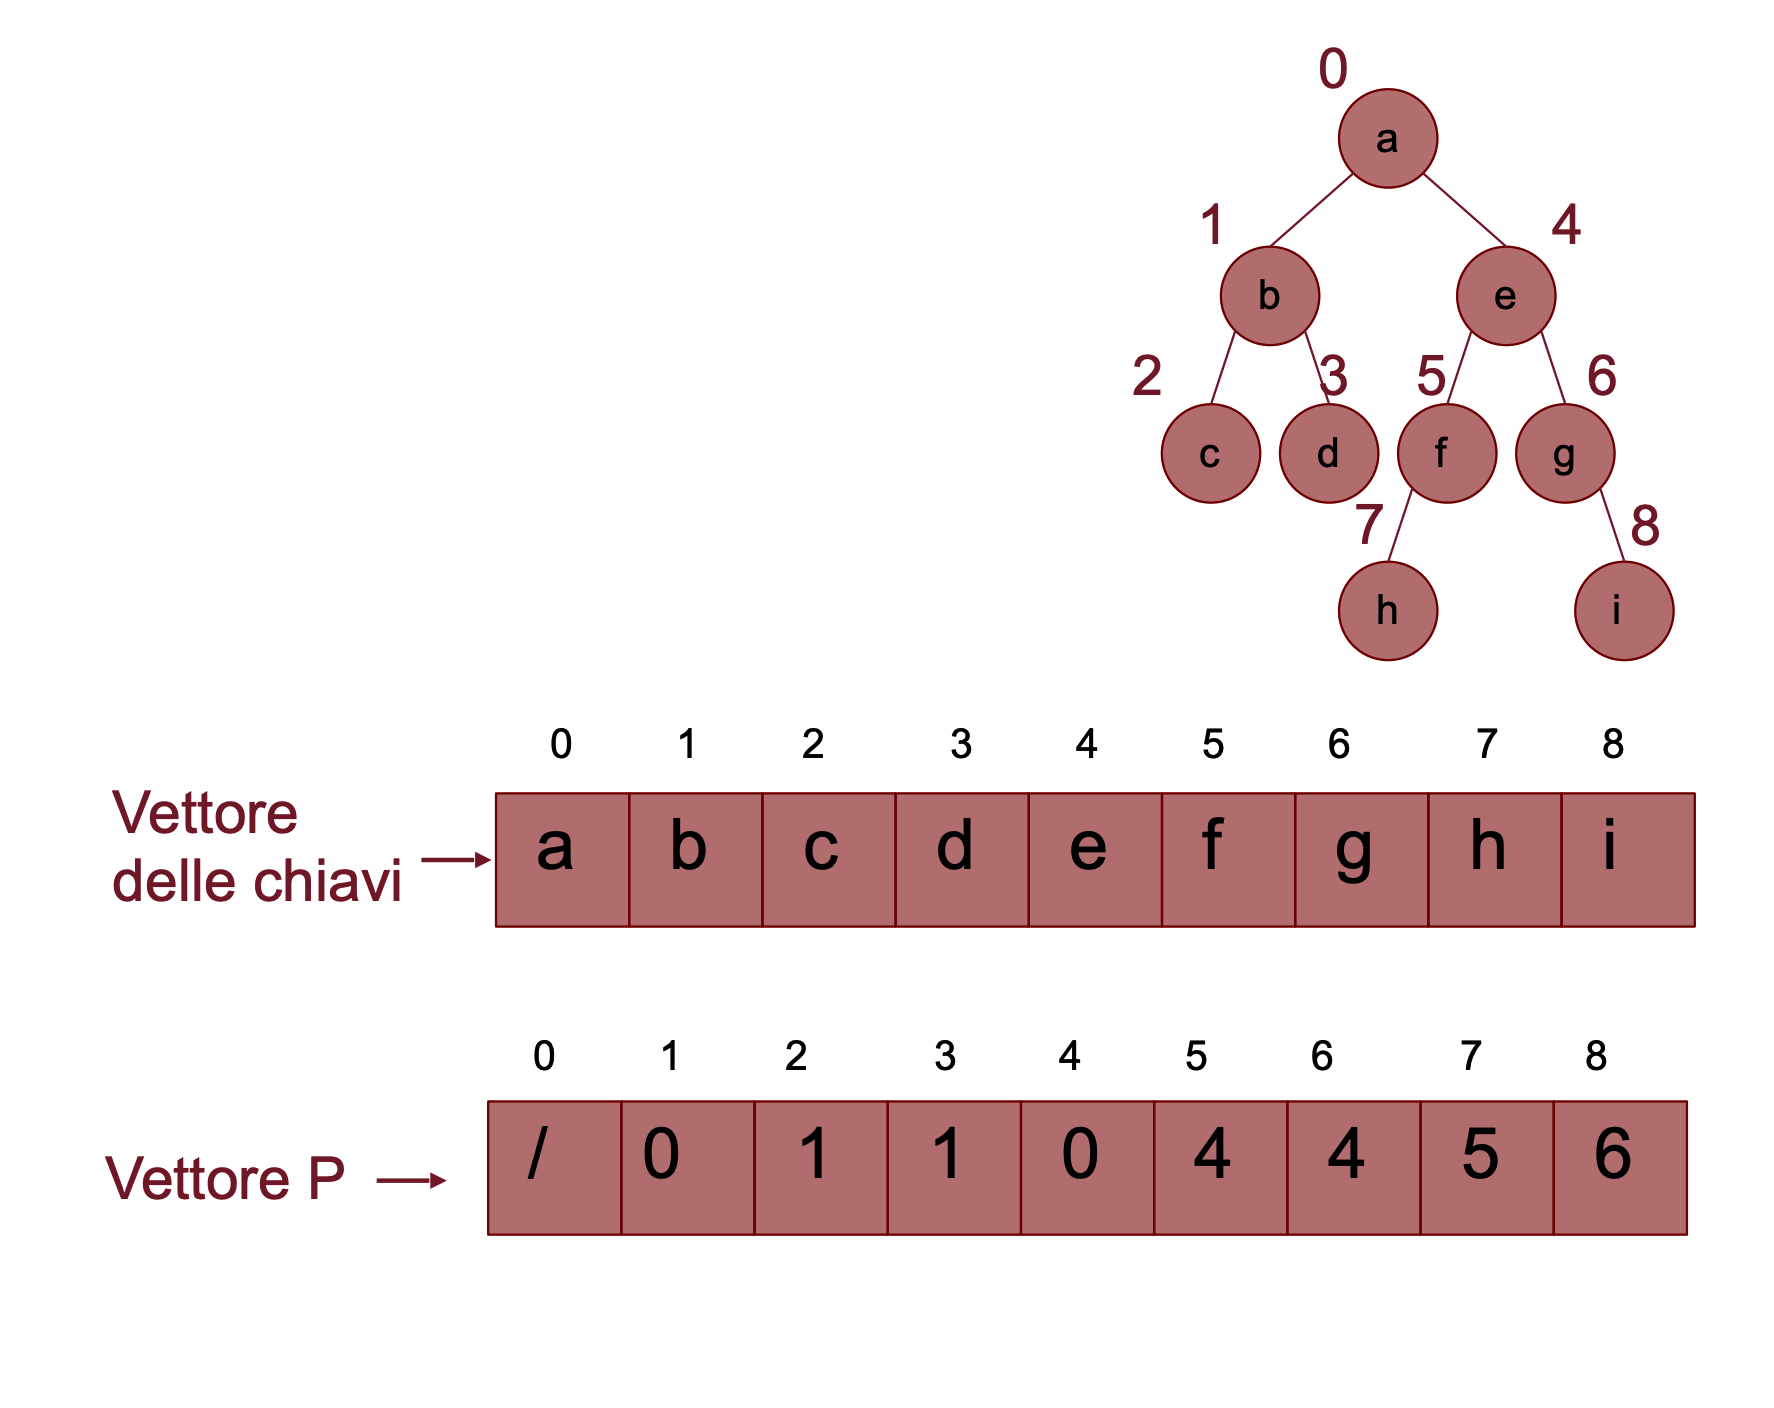 0
a
1 4
b e
2 3 5 6
c d f g
7 8
h i
0 1 2 3 4 5 6 7 8
Vettore
delle chiavi
a b c d e f g h i
0 1 2 3 4 5 6 7 8
Vettore P
/ 0 1 1 0 4 4 5 6